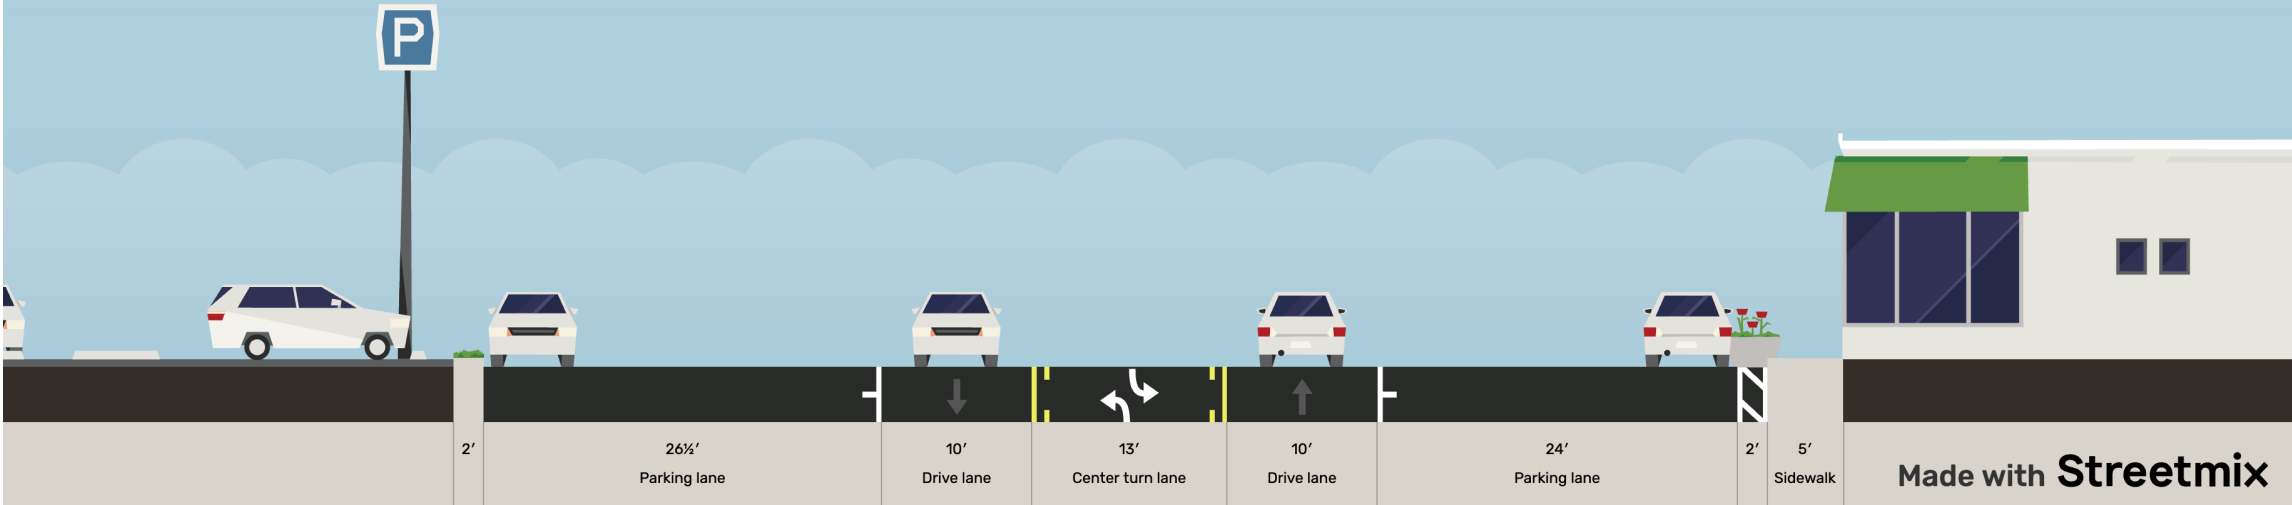 P
2′
26½′
Parking lane
10′
Drive lane
13′
Center turn lane
10′
Drive lane
24′
Parking lane
2′
5′
Sidewalk
Made with Streetmix